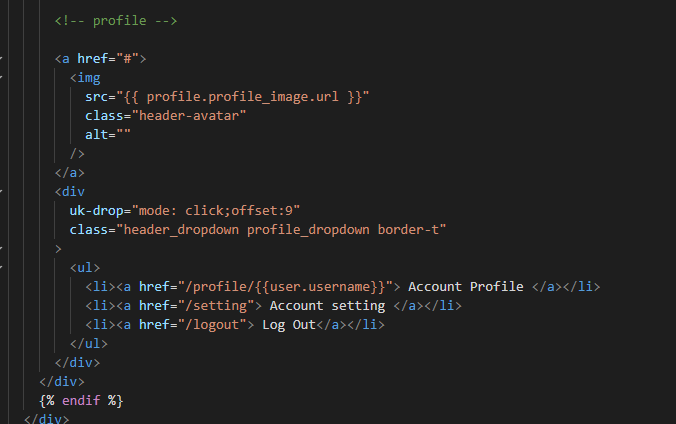 <!-- profile -->
<a href="#">
<img
src="{{ profile.profile_image.url }}"
class="header-avatar"
alt=""
/>
</a>
<div
uk-drop="mode: click;offset:9"
class="header_dropdown profile_dropdown border-t"
>
<ul>
<li><a href="/profile/{{user.username}}"> Account Profile </a></li>
<li><a href="/setting"> Account setting </a></li>
<li><a href="/logout"> Log Out</a></li>
</ul>
</div>
</div>
{% endif %}
</div>